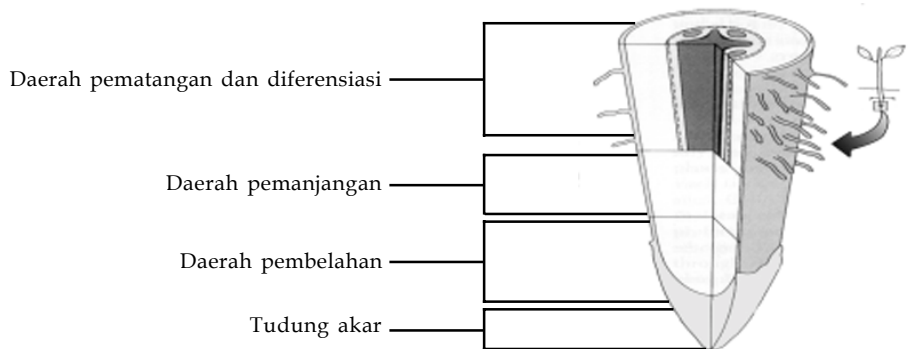 Daerah pematangan dan diferensiasi
Daerah pemanjangan
Daerah pembelahan
Tudung akar